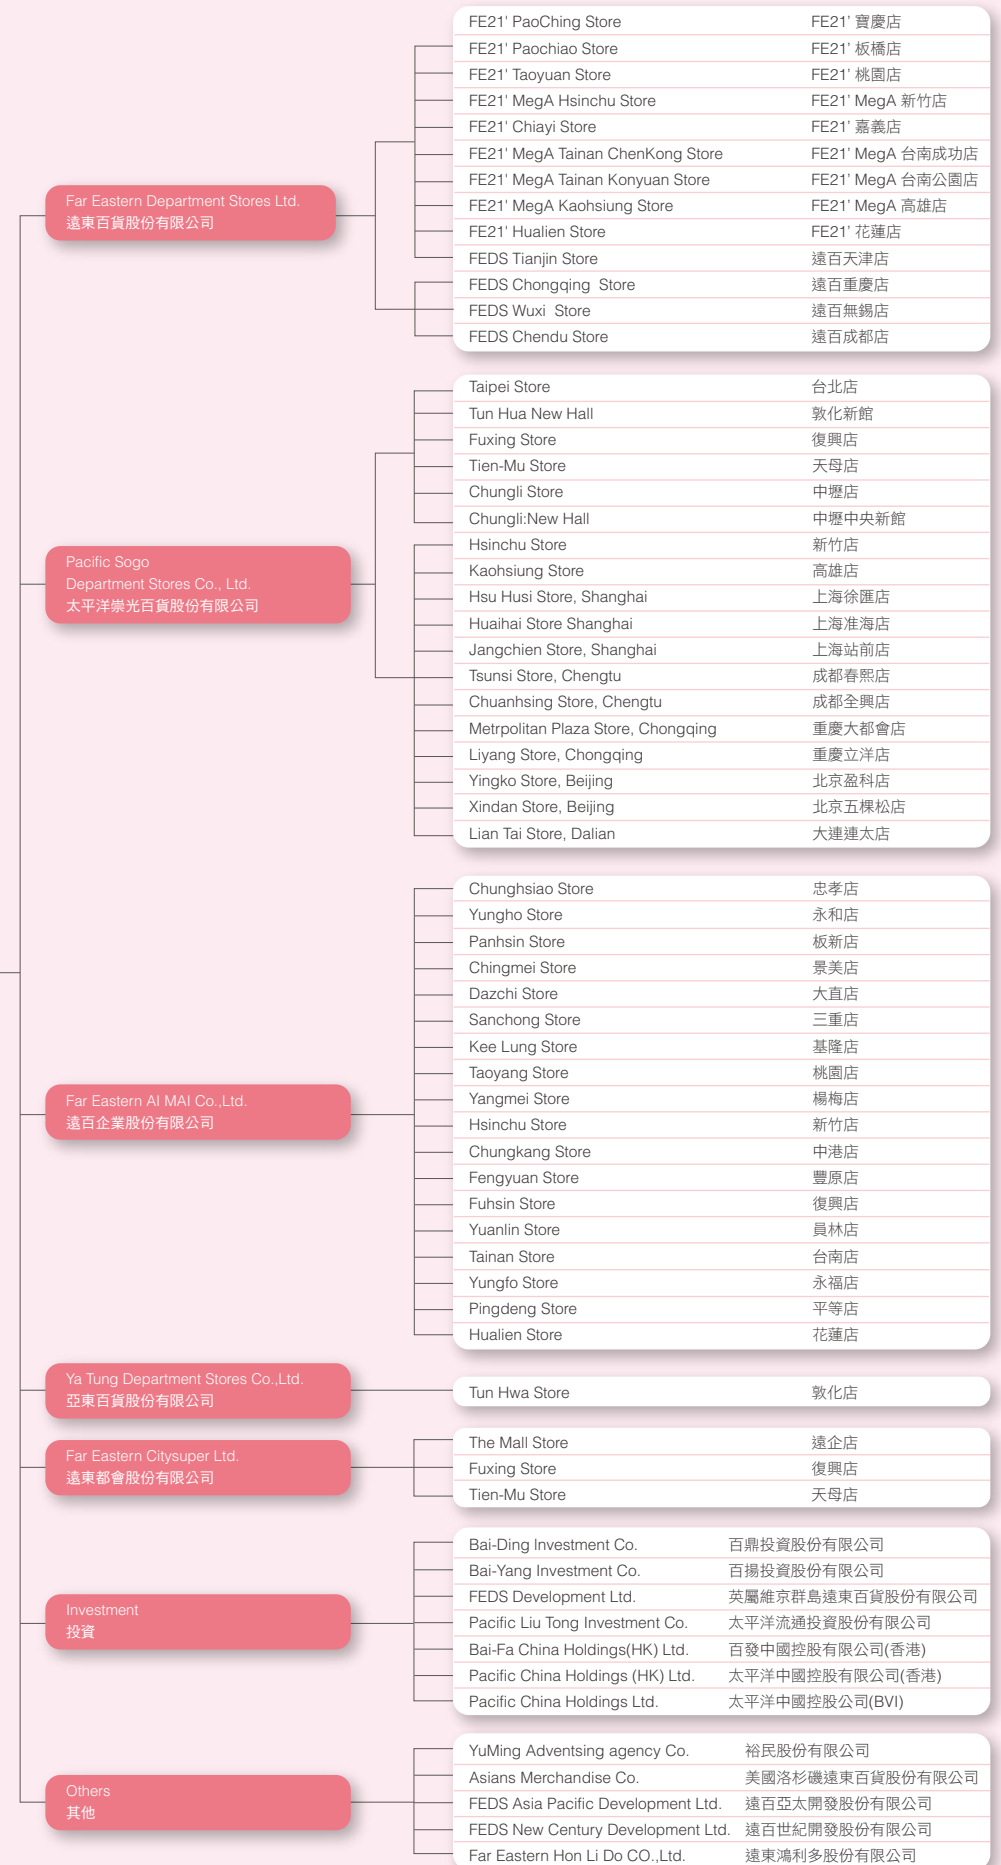 Far Eastern Department Stores Ltd.
遠東百貨股份有限公司
FE21' PaoChing Store FE21' 寶慶店
FE21' Paochiao Store FE21' 板橋店
FE21' Taoyuan Store FE21' 桃園店
FE21' MegA Hsinchu Store FE21' MegA 新竹店
FE21' Chiayi Store FE21' 嘉義店
FE21' MegA Tainan ChenKong Store FE21' MegA 台南成功店
FE21' MegA Tainan Konyuan Store FE21' MegA 台南公園店
FE21' MegA Kaohsiung Store FE21' MegA 高雄店
FE21' Hualien Store FE21' 花蓮店
FEDS Tianjin Store 遠百天津店
FEDS Chongqing Store 遠百重慶店
FEDS Wuxi Store 遠百無錫店
FEDS Chendu Store 遠百成都店
Pacific Sogo
Department Stores Co., Ltd.
太平洋崇光百貨股份有限公司
Taipei Store 台北店
Tun Hua New Hall 敦化新館
Fuxing Store 復興店
Tien-Mu Store 天母店
Chungli Store 中壢店
Chungli:New Hall 中壢中央新館
Hsinchu Store 新竹店
Kaohsiung Store 高雄店
Hsu Husi Store, Shanghai 上海徐匯店
Huaihai Store Shanghai 上海淮海店
Jangchien Store, Shanghai 上海站前店
Tsunsi Store, Chengtu 成都春熙店
Chuanhsing Store, Chengtu 成都全興店
Metrpolitan Plaza Store, Chongqing 重慶大都會店
Liyang Store, Chongqing 重慶立洋店
Yingko Store, Beijing 北京盈科店
Xindan Store, Beijing 北京五棵松店
Lian Tai Store, Dalian 大連連太店
Far Eastern AI MAI Co.,Ltd.
遠百企業股份有限公司
Chunghsiao Store 忠孝店
Yungho Store 永和店
Panhsin Store 板新店
Chingmei Store 景美店
Dazchi Store 大直店
Sanchong Store 三重店
Kee Lung Store 基隆店
Taoyang Store 桃園店
Yangmei Store 楊梅店
Hsinchu Store 新竹店
Chungkang Store 中港店
Fengyuan Store 豐原店
Fuhsin Store 復興店
Yuanlin Store 員林店
Tainan Store 台南店
Yungfo Store 永福店
Pingdeng Store 平等店
Hualien Store 花蓮店
Ya Tung Department Stores Co.,Ltd.
亞東百貨股份有限公司
Tun Hwa Store 敦化店
Far Eastern Citysuper Ltd.
遠東都會股份有限公司
The Mall Store 遠企店
Fuxing Store 復興店
Tien-Mu Store 天母店
Investment
投資
Bai-Ding Investment Co. 百鼎投資股份有限公司
Bai-Yang Investment Co. 百揚投資股份有限公司
FEDS Development Ltd. 英屬維京群島遠東百貨股份有限公司
Pacific Liu Tong Investment Co. 太平洋流通投資股份有限公司
Bai-Fa China Holdings(HK) Ltd. 百發中國控股有限公司(香港)
Pacific China Holdings (HK) Ltd. 太平洋中國控股有限公司(香港)
Pacific China Holdings Ltd. 太平洋中國控股公司(BVI)
Others
其他
YuMing Adventsing agency Co. 裕民股份有限公司
Asians Merchandise Co. 美國洛杉磯遠東百貨股份有限公司
FEDS Asia Pacific Development Ltd. 遠百亞太開發股份有限公司
FEDS New Century Development Ltd. 遠百世紀開發股份有限公司
Far Eastern Hon Li Do CO.,Ltd. 遠東鴻利多股份有限公司